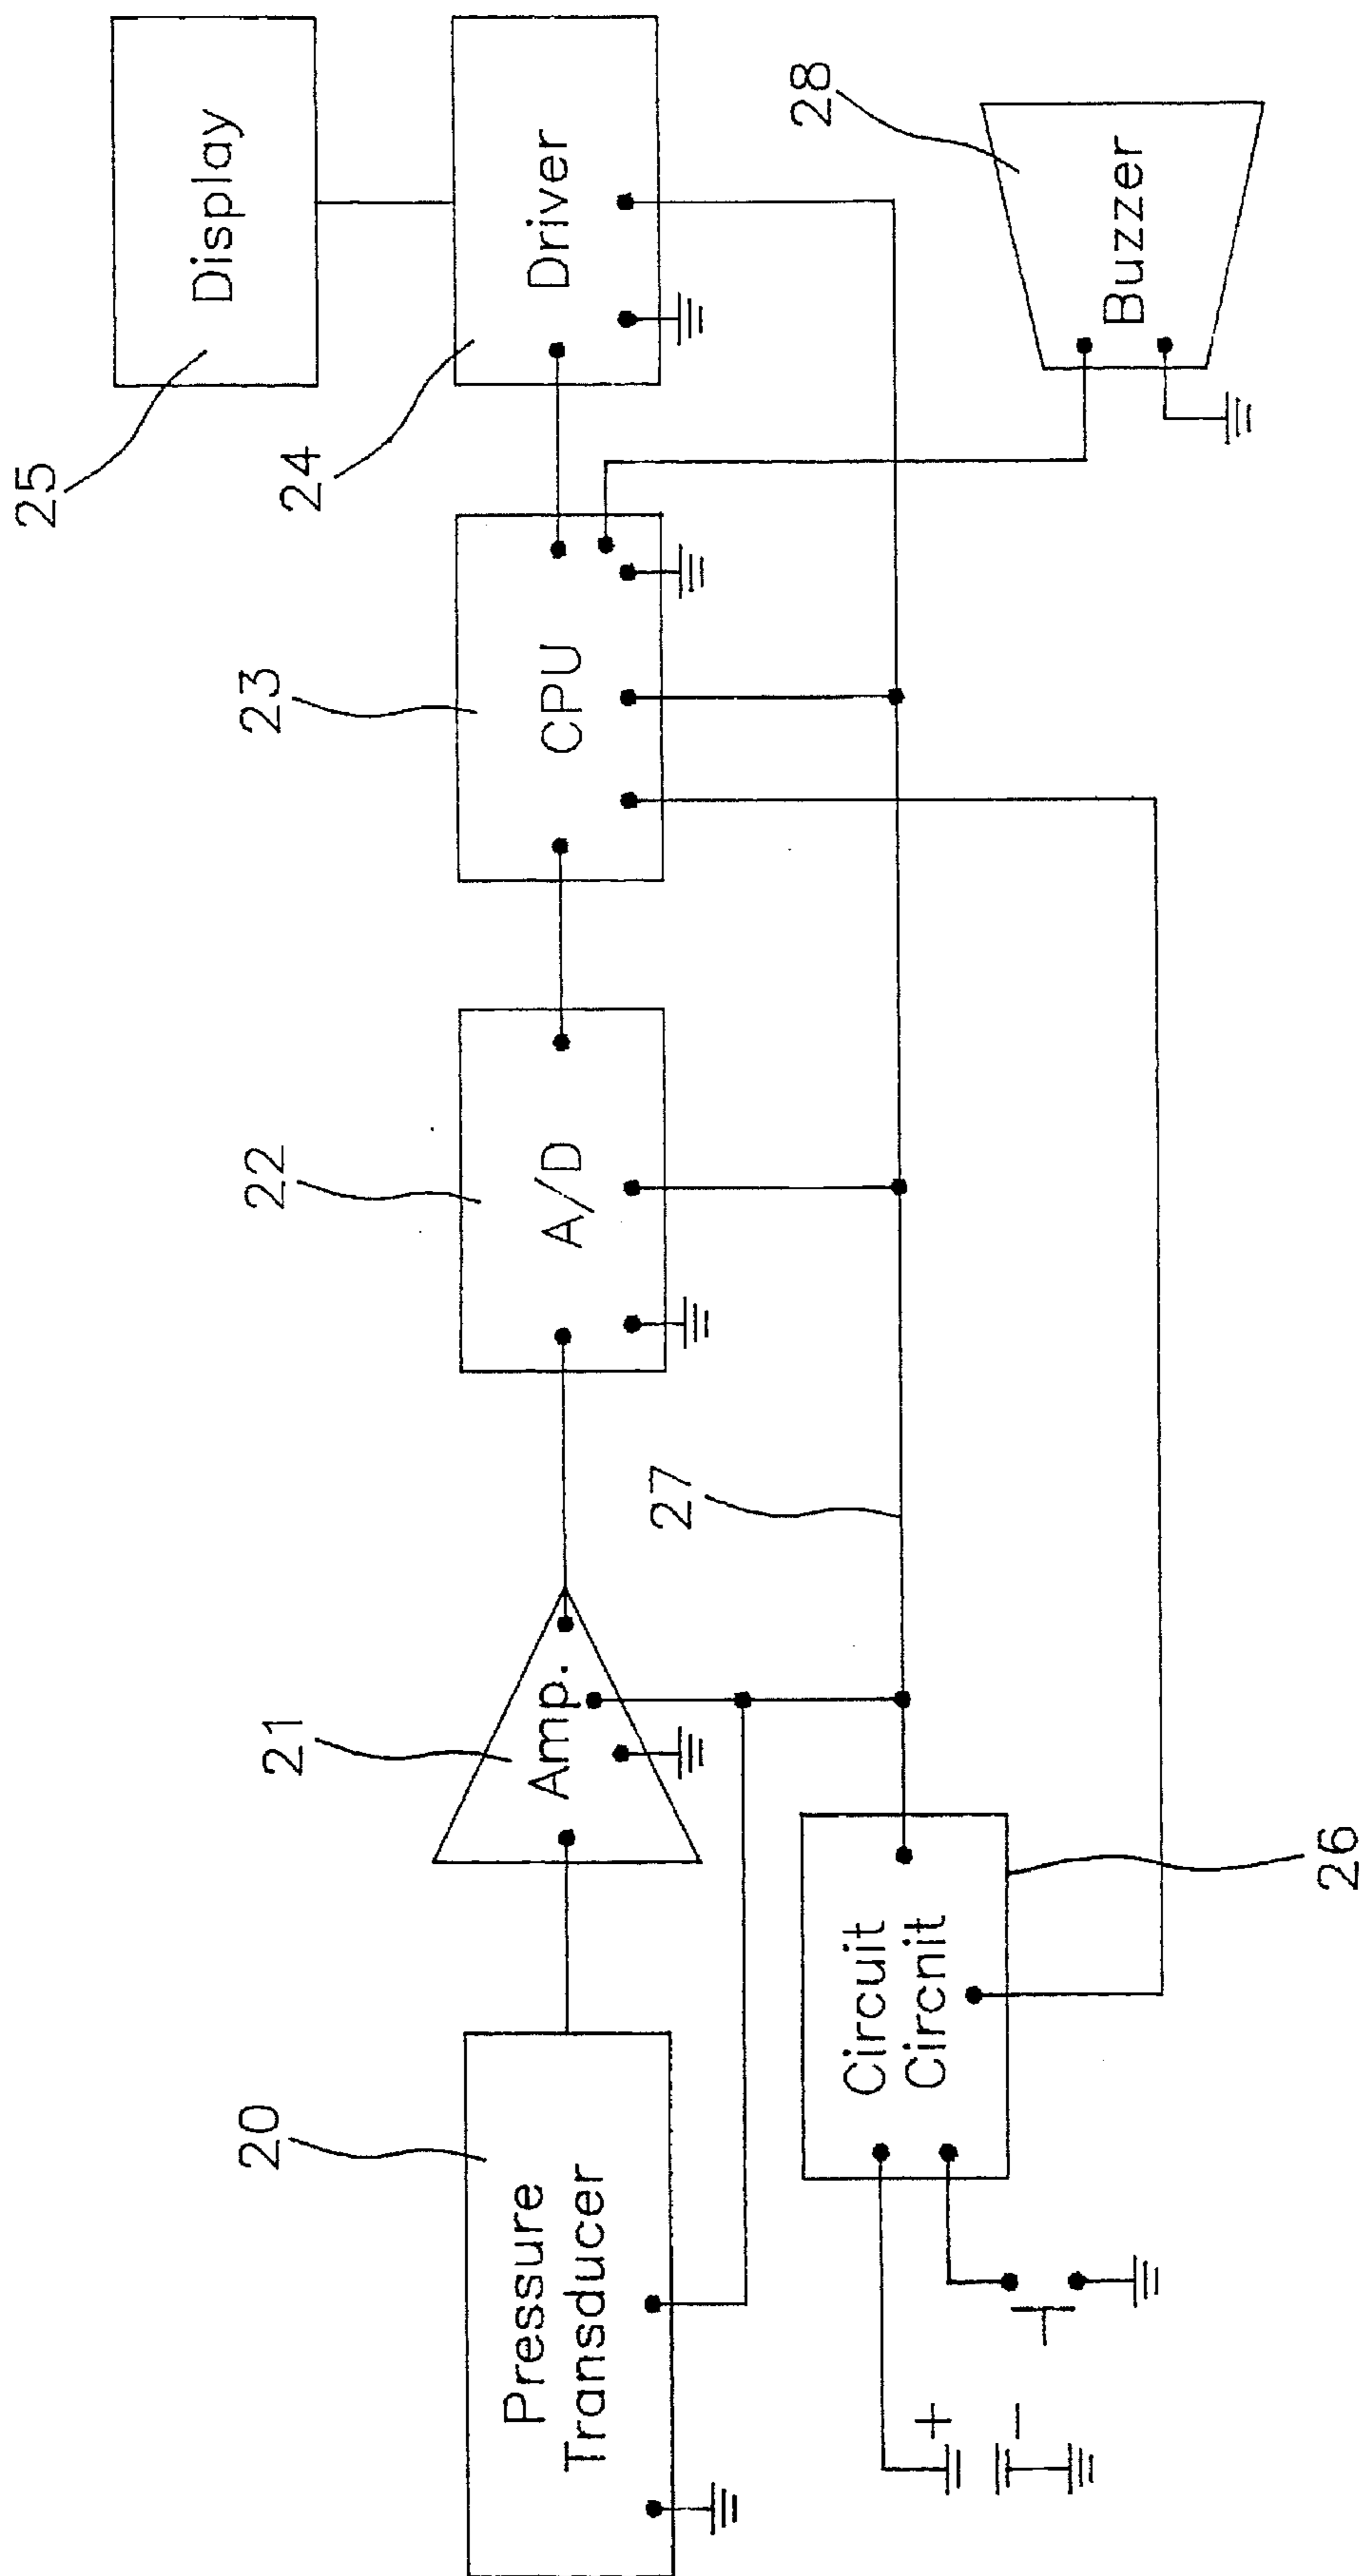 25
Display
24
Driver
28
Buzzer
23
CPU
22
A/D
27
21
Amp.
20
Pressure
Transducer
26
Circuit
Circnit
+
−